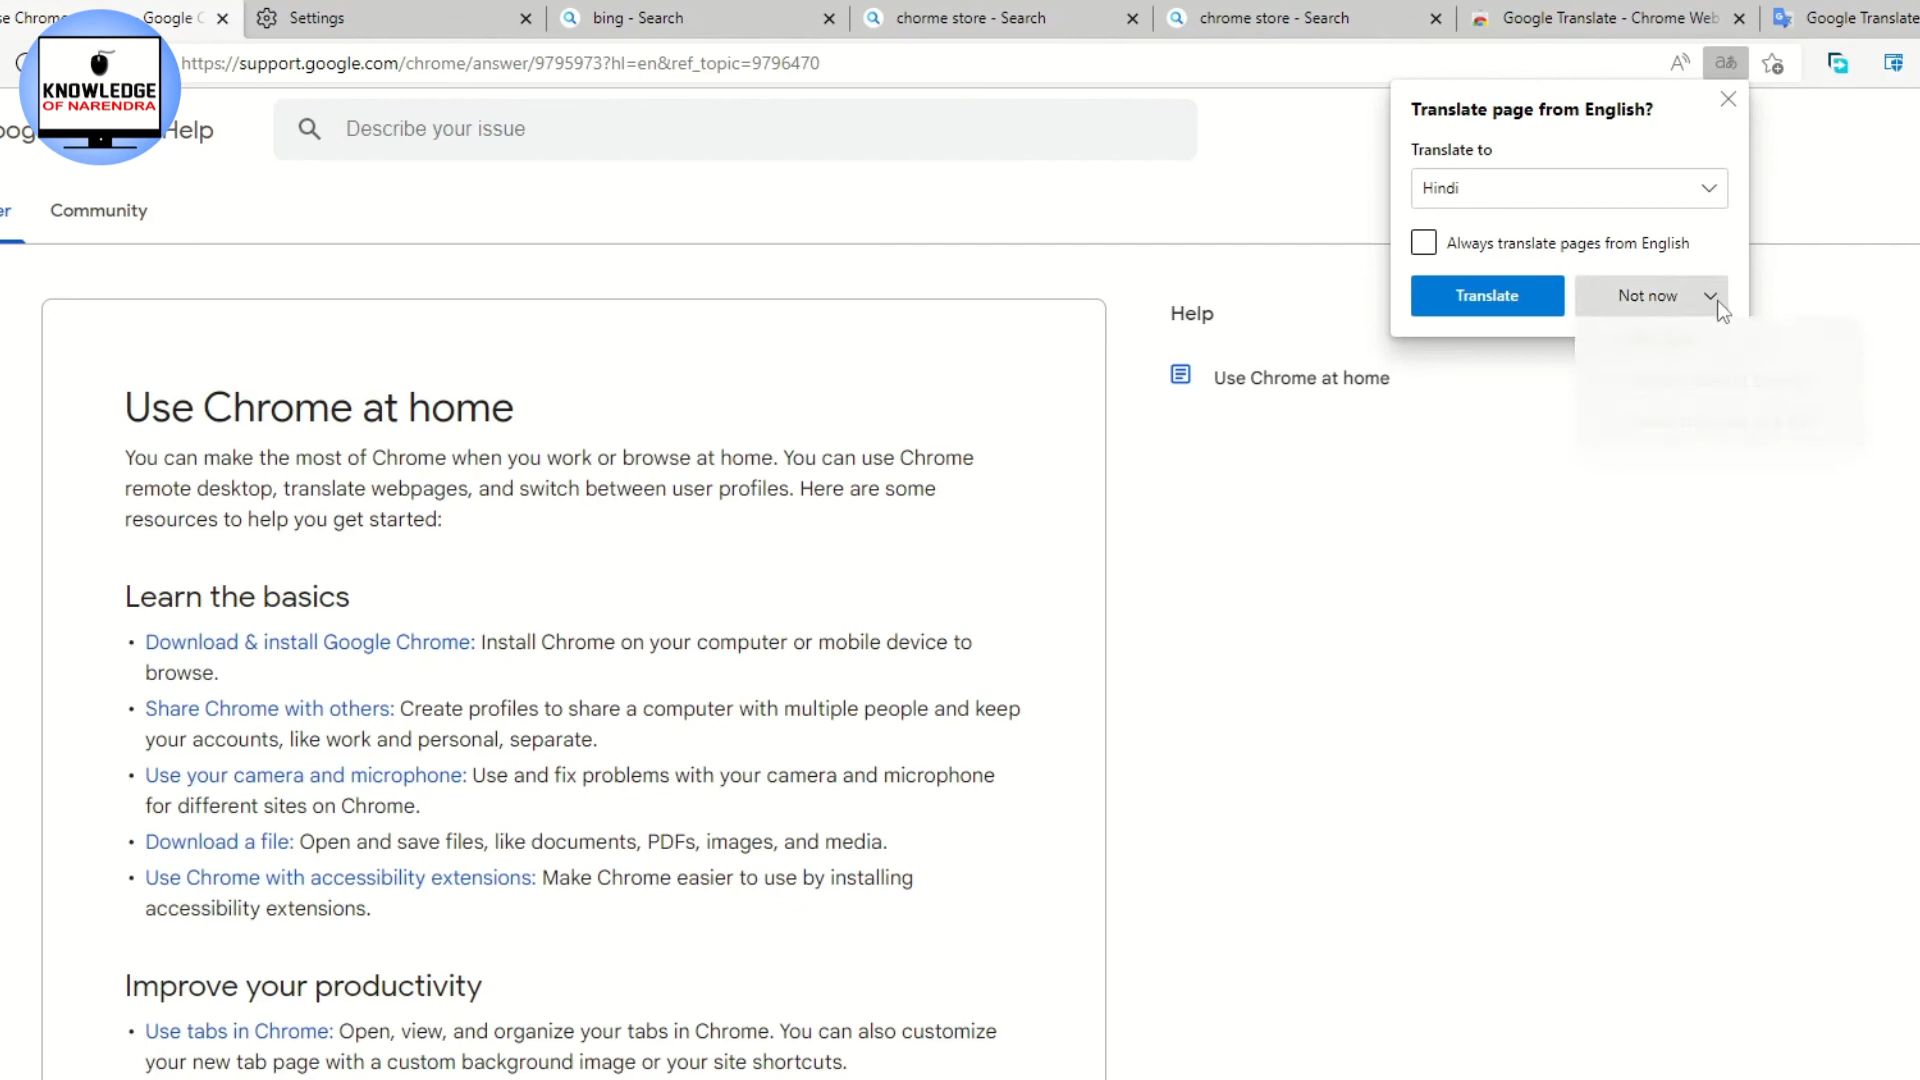 se Chrome
Google C
Settings
bing - Search
chorme store - Search
chrome store - Search
Google Translate - Chrome Web
Google Translate
https://support.google.com/chrome/answer/9795973?hl=en&ref_topic=9796470
KNOWLEDGE
OF NARENDRA
Help
Describe your issue
Translate page from English?
Translate to
Hindi
Always translate pages from English
Translate
Not now
er
Community
Help
Use Chrome at home
Use Chrome at home
You can make the most of Chrome when you work or browse at home. You can use Chrome
remote desktop, translate webpages, and switch between user profiles. Here are some
resources to help you get started:
Learn the basics
• Download & install Google Chrome: Install Chrome on your computer or mobile device to
browse.
• Share Chrome with others: Create profiles to share a computer with multiple people and keep
your accounts, like work and personal, separate.
• Use your camera and microphone: Use and fix problems with your camera and microphone
for different sites on Chrome.
• Download a file: Open and save files, like documents, PDFs, images, and media.
• Use Chrome with accessibility extensions: Make Chrome easier to use by installing
accessibility extensions.
Improve your productivity
• Use tabs in Chrome: Open, view, and organize your tabs in Chrome. You can also customize
your new tab page with a custom background image or your site shortcuts.